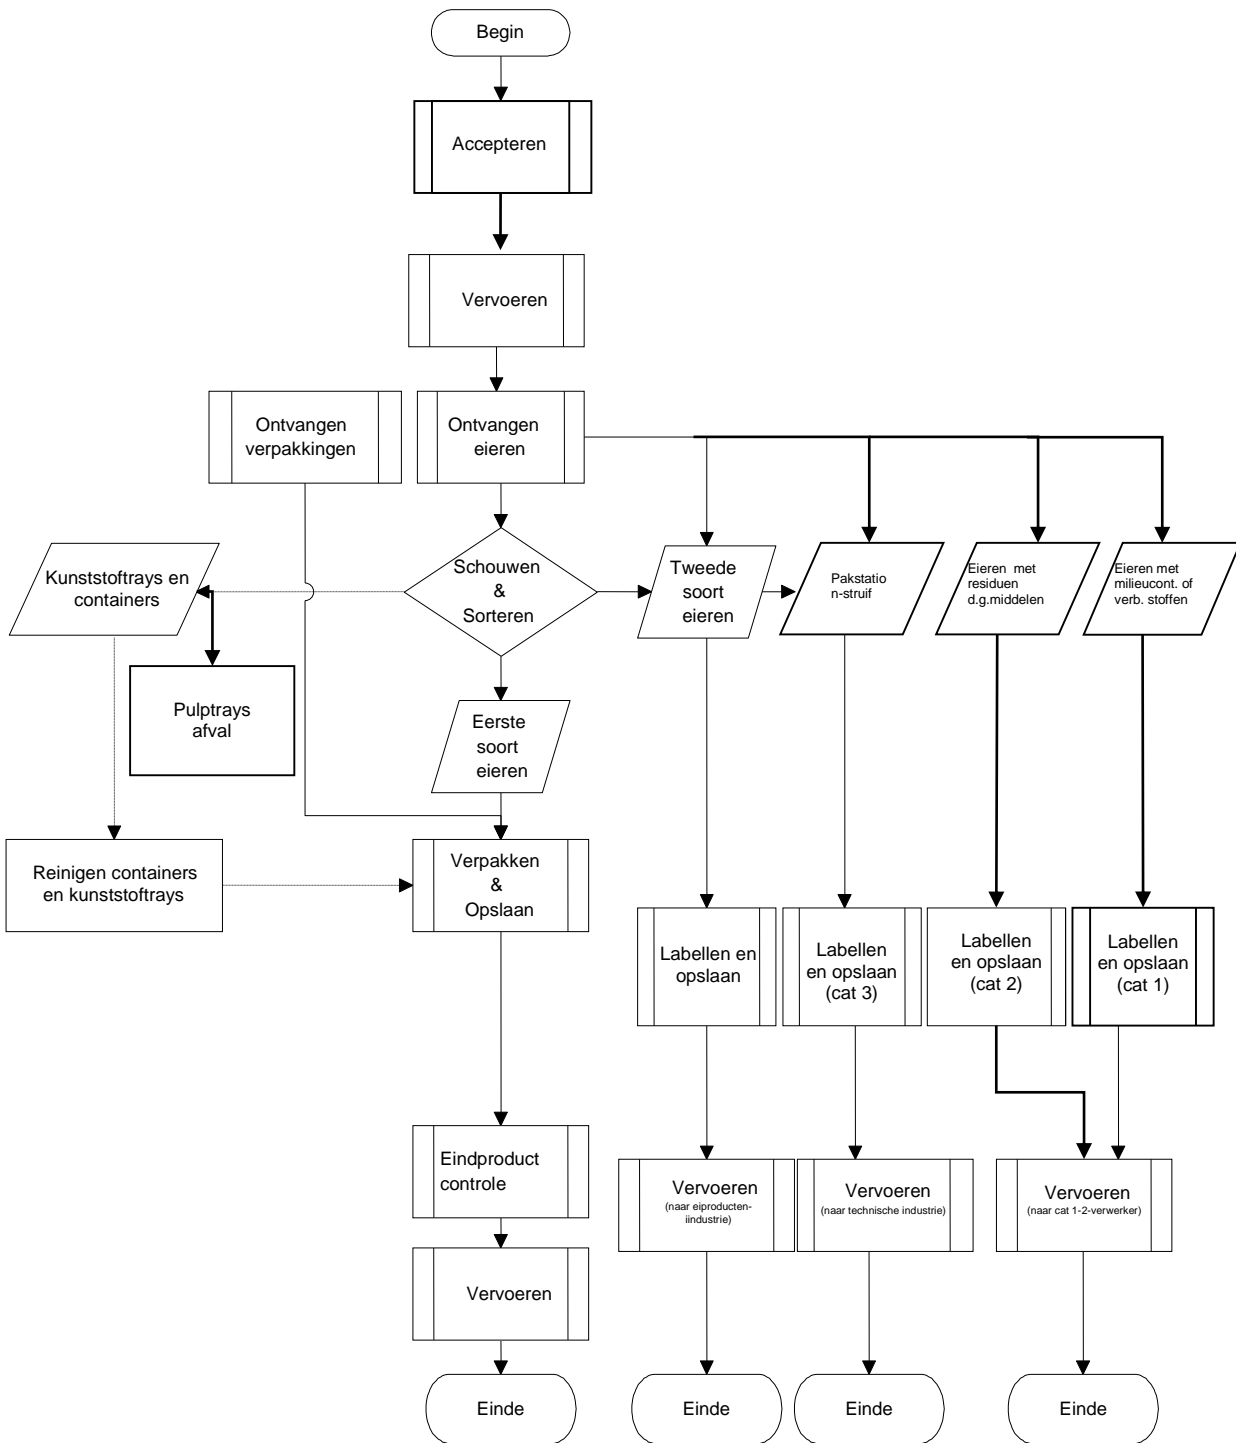 Begin
Accepteren
Vervoeren
Ontvangen
verpakkingen
Ontvangen
eieren
Kunststoftrays en
containers
Schouwen
&
Sorteren
Tweede
soort
eieren
Pakstatio
n-struif
Eieren met
residuen
d.g.middelen
Eieren met
milieucont. of
verb. stoffen
Pulptrays
afval
Eerste
soort
eieren
Reinigen containers
en kunststoftrays
Verpakken
&
Opslaan
Labellen en
opslaan
Labellen
en opslaan
(cat 3)
Labellen
en opslaan
(cat 2)
Labellen
en opslaan
(cat 1)
Eindproduct
controle
Vervoeren
(naar eiproducten-
iindustrie)
Vervoeren
(naar technische industrie)
Vervoeren
(naar cat 1-2-verwerker)
Vervoeren
Einde
Einde
Einde
Einde